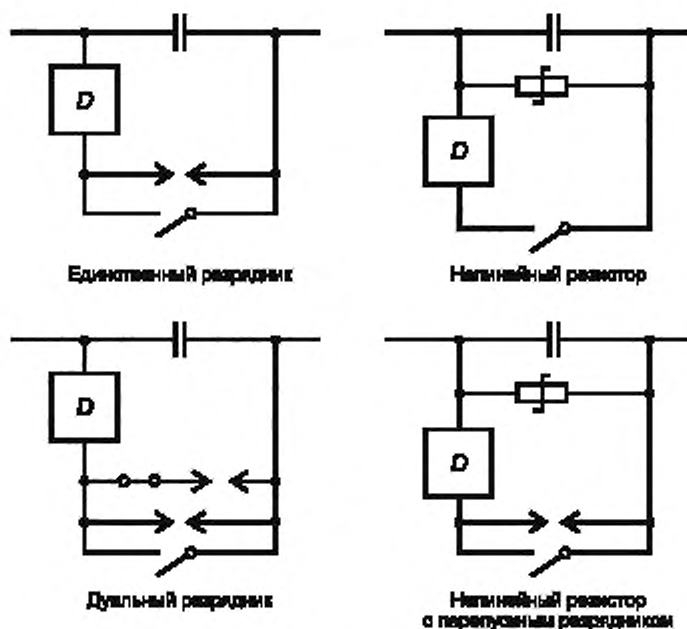 D
D
Единственный разрядник
Нелинейный резистор
D
D
Дуальный разрядник
Нелинейный резистор
с перепускным разрядником